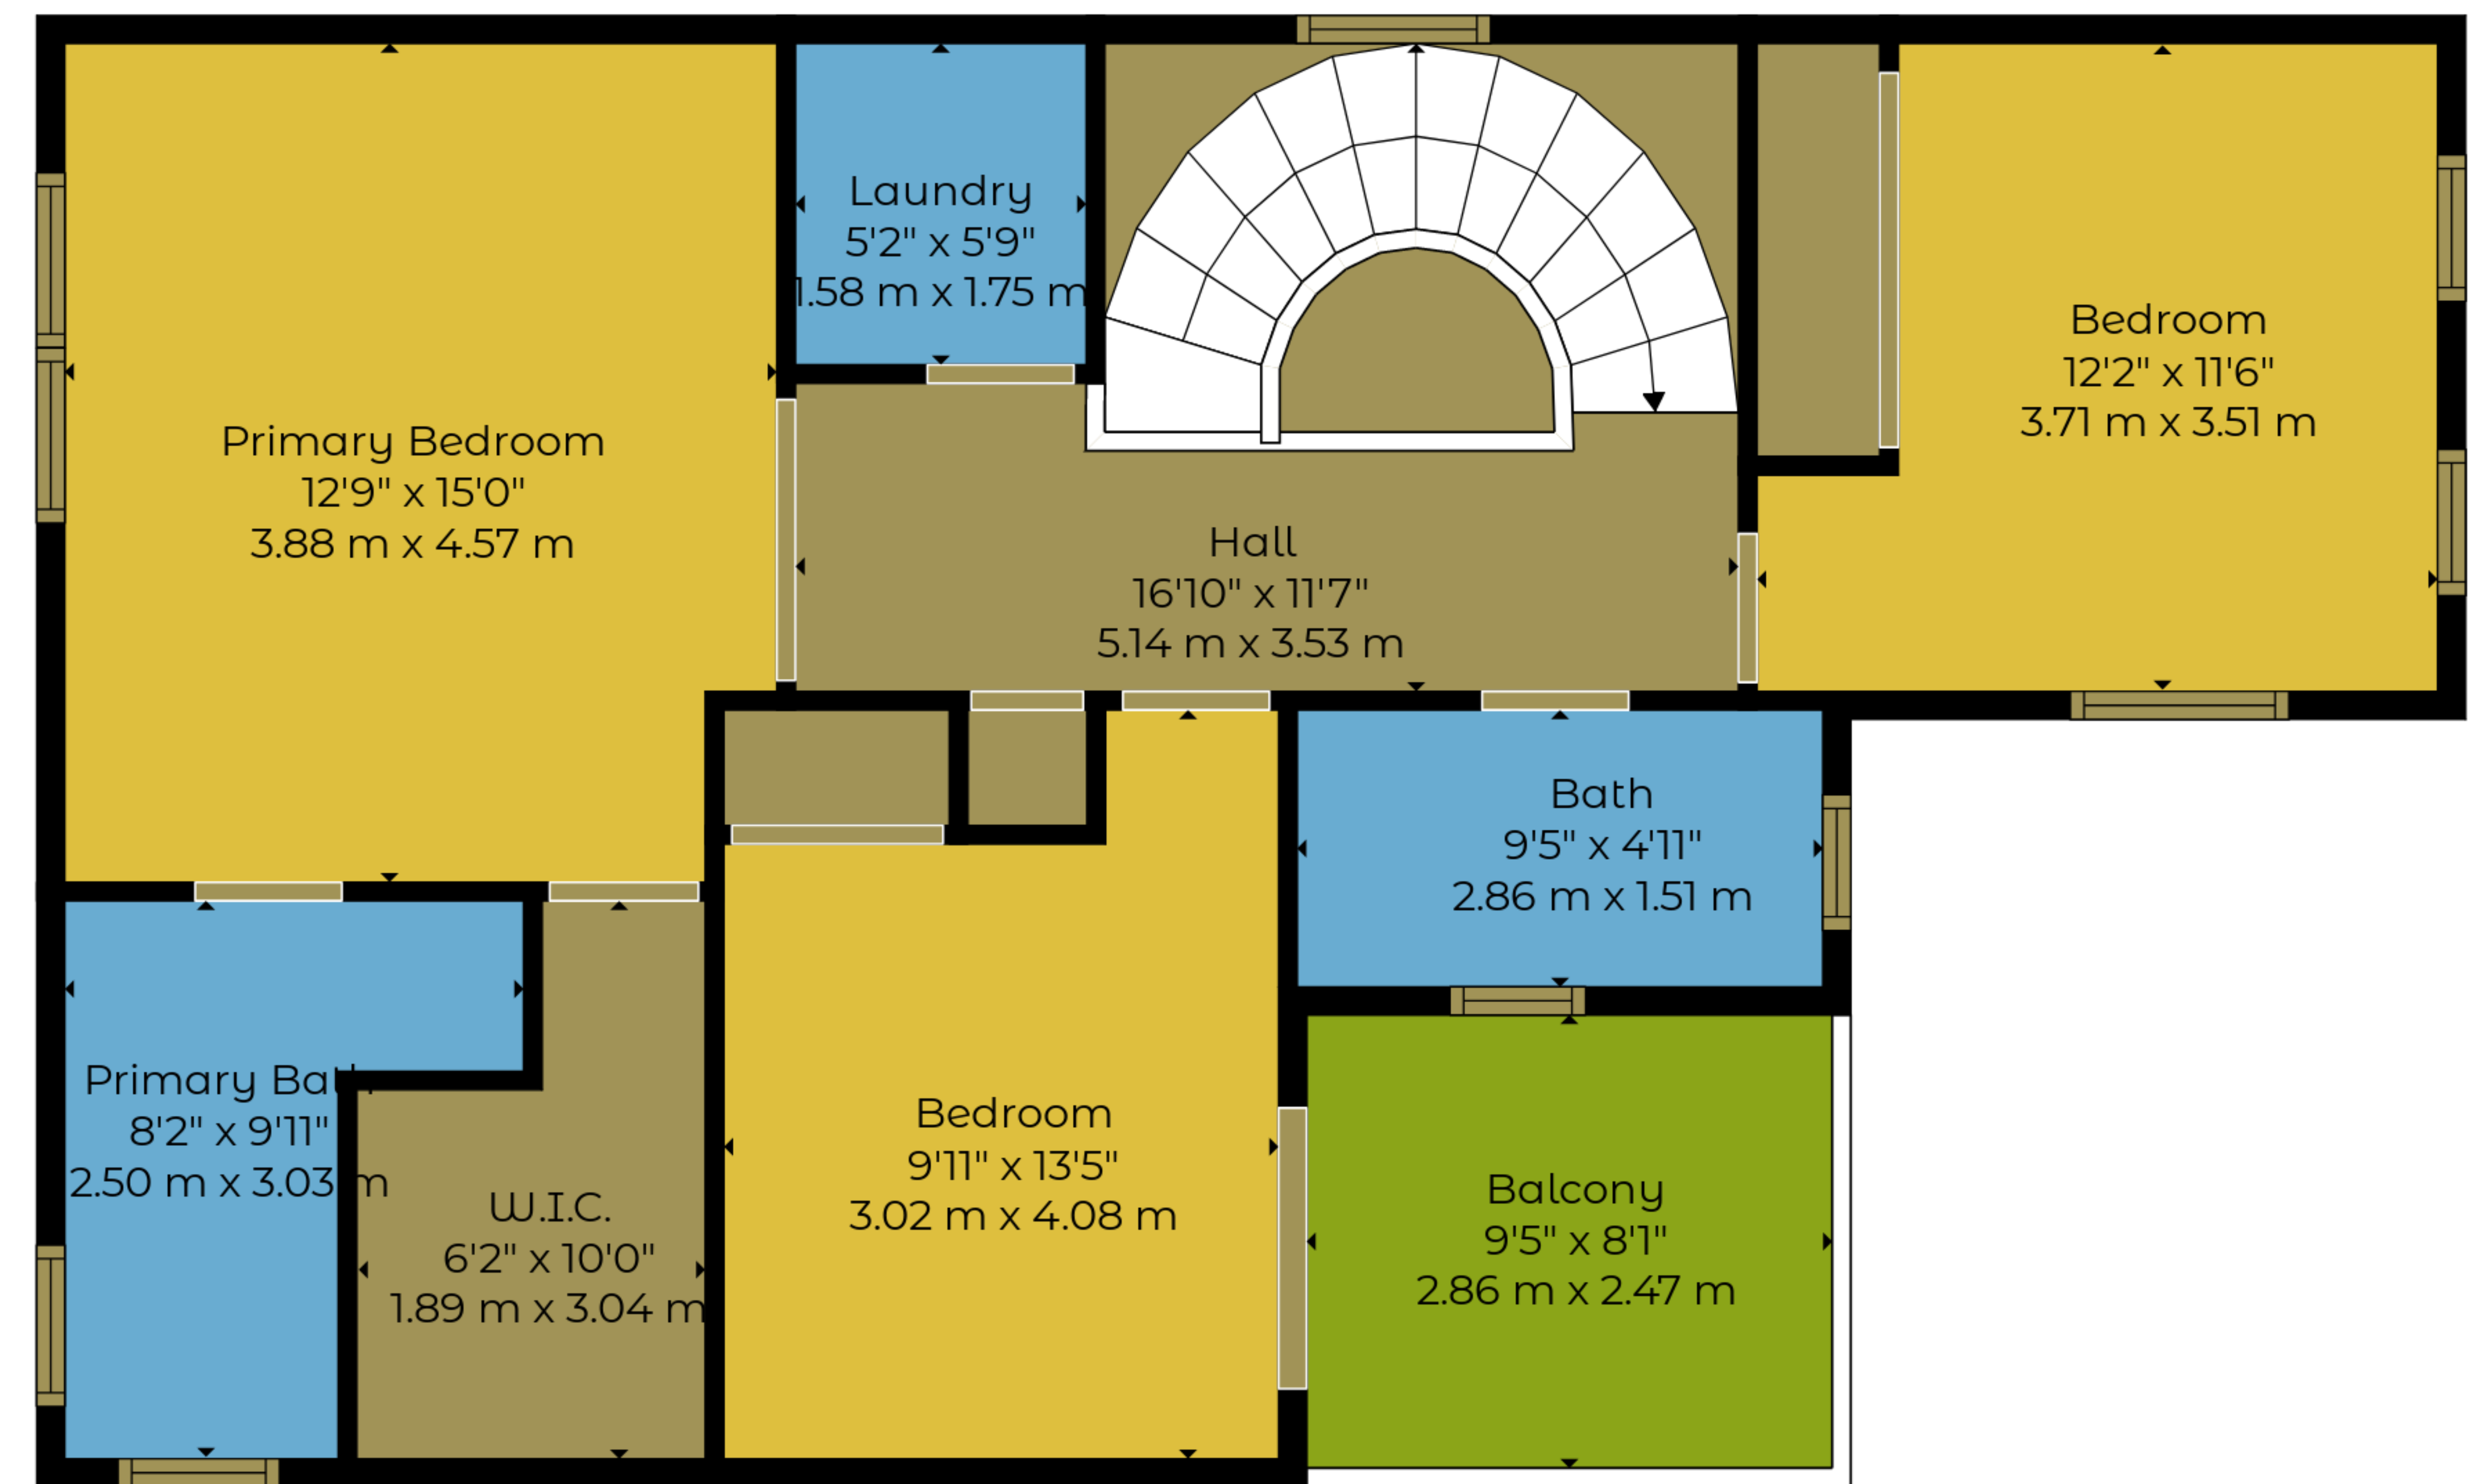 Laundry
5'2" x 5'9"
1.58 m x 1.75 m
Bedroom
12'2" x 11'6"
3.71 m x 3.51 m
Primary Bedroom
12'9" x 15'0"
3.88 m x 4.57 m
Hall
16'10" x 11'7"
5.14 m x 3.53 m
Bath
9'5" x 4'11"
2.86 m x 1.51 m
Primary Bath
8'2" x 9'11"
2.50 m x 3.03 m
Bedroom
9'11" x 13'5"
3.02 m x 4.08 m
W.I.C.
6'2" x 10'0"
1.89 m x 3.04 m
Balcony
9'5" x 8'1"
2.86 m x 2.47 m